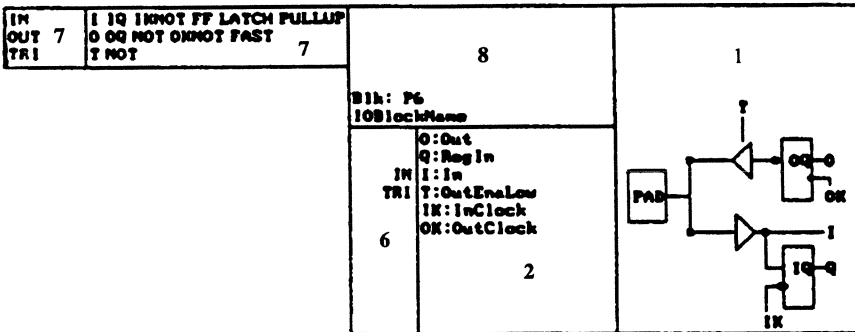 IN I IQ IKNOT FF LATCH PULLUP
OUT 7 O OQ NOT OKNOT FAST
TRI T NOT 7
8
Blk: P6
IOBlockName
O:Out
Q:RegIn
IN I:In
TRI T:OutEnaLow
IK:InClock
OK:OutClock
6
2
1
T
OQ O
PAD OK
I
IQ Q
IK